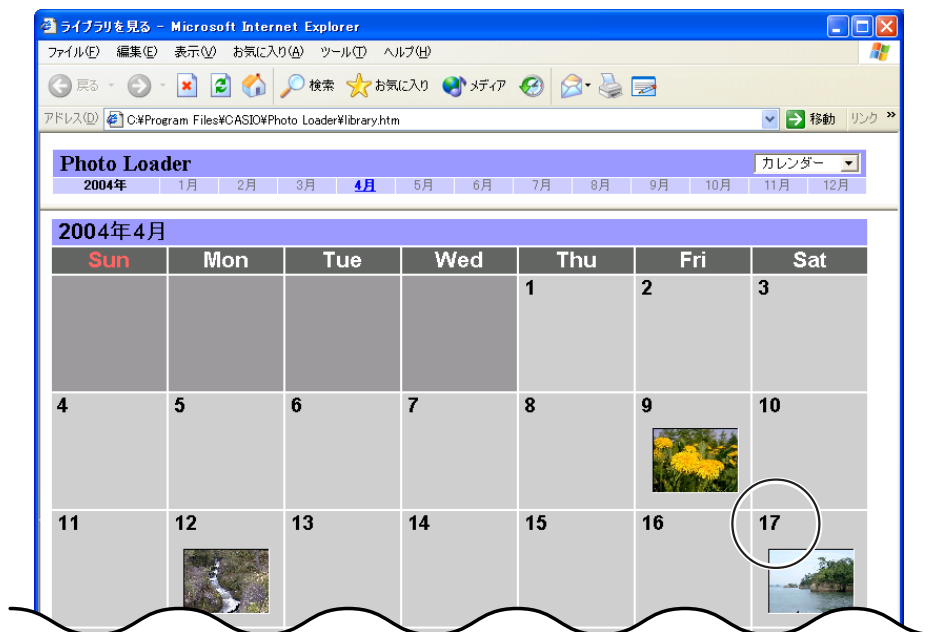 ライブラリを見る - Microsoft Internet Explorer
ファイル(F) 編集(E) 表示(V) お気に入り(A) ツール(T) ヘルプ(H)
戻る 検索 お気に入り メディア
アドレス(D) C:¥Program Files¥CASIO¥Photo Loader¥library.htm 移動 リンク »
Photo Loader カレンダー
2004年 1月 2月 3月 4月 5月 6月 7月 8月 9月 10月 11月 12月
2004年4月
Sun Mon Tue Wed Thu Fri Sat
1 2 3
4 5 6 7 8 9 10
11 12 13 14 15 16 17